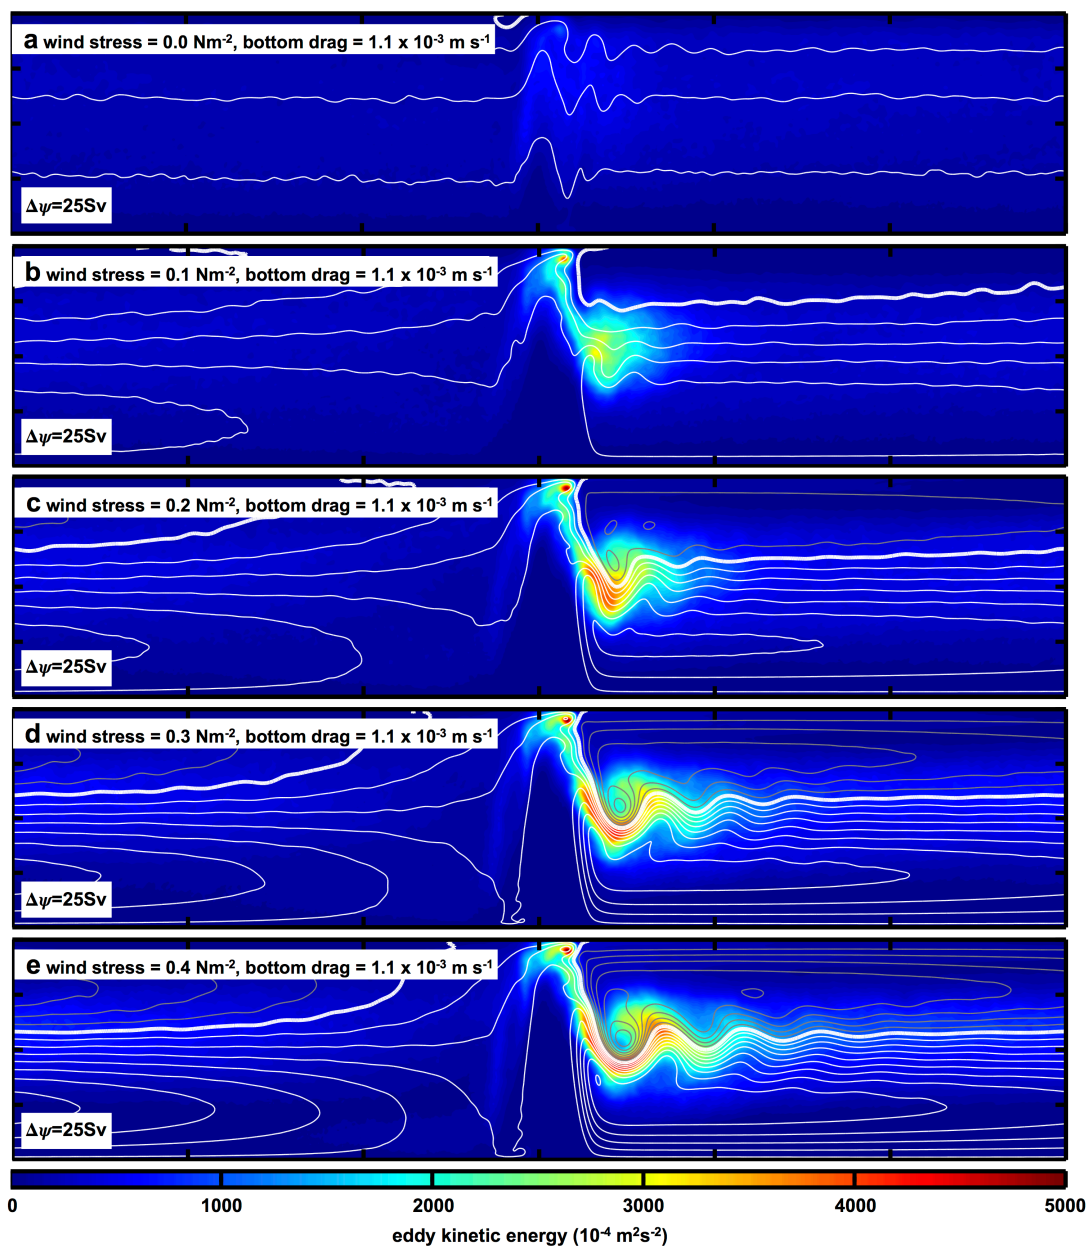 a wind stress = 0.0 Nm-2, bottom drag = 1.1 x 10-3 m s-1
Δψ=25Sv
b wind stress = 0.1 Nm-2, bottom drag = 1.1 x 10-3 m s-1
Δψ=25Sv
c wind stress = 0.2 Nm-2, bottom drag = 1.1 x 10-3 m s-1
Δψ=25Sv
d wind stress = 0.3 Nm-2, bottom drag = 1.1 x 10-3 m s-1
Δψ=25Sv
e wind stress = 0.4 Nm-2, bottom drag = 1.1 x 10-3 m s-1
Δψ=25Sv
0 1000 2000 3000 4000 5000
eddy kinetic energy (10-4 m2s-2)